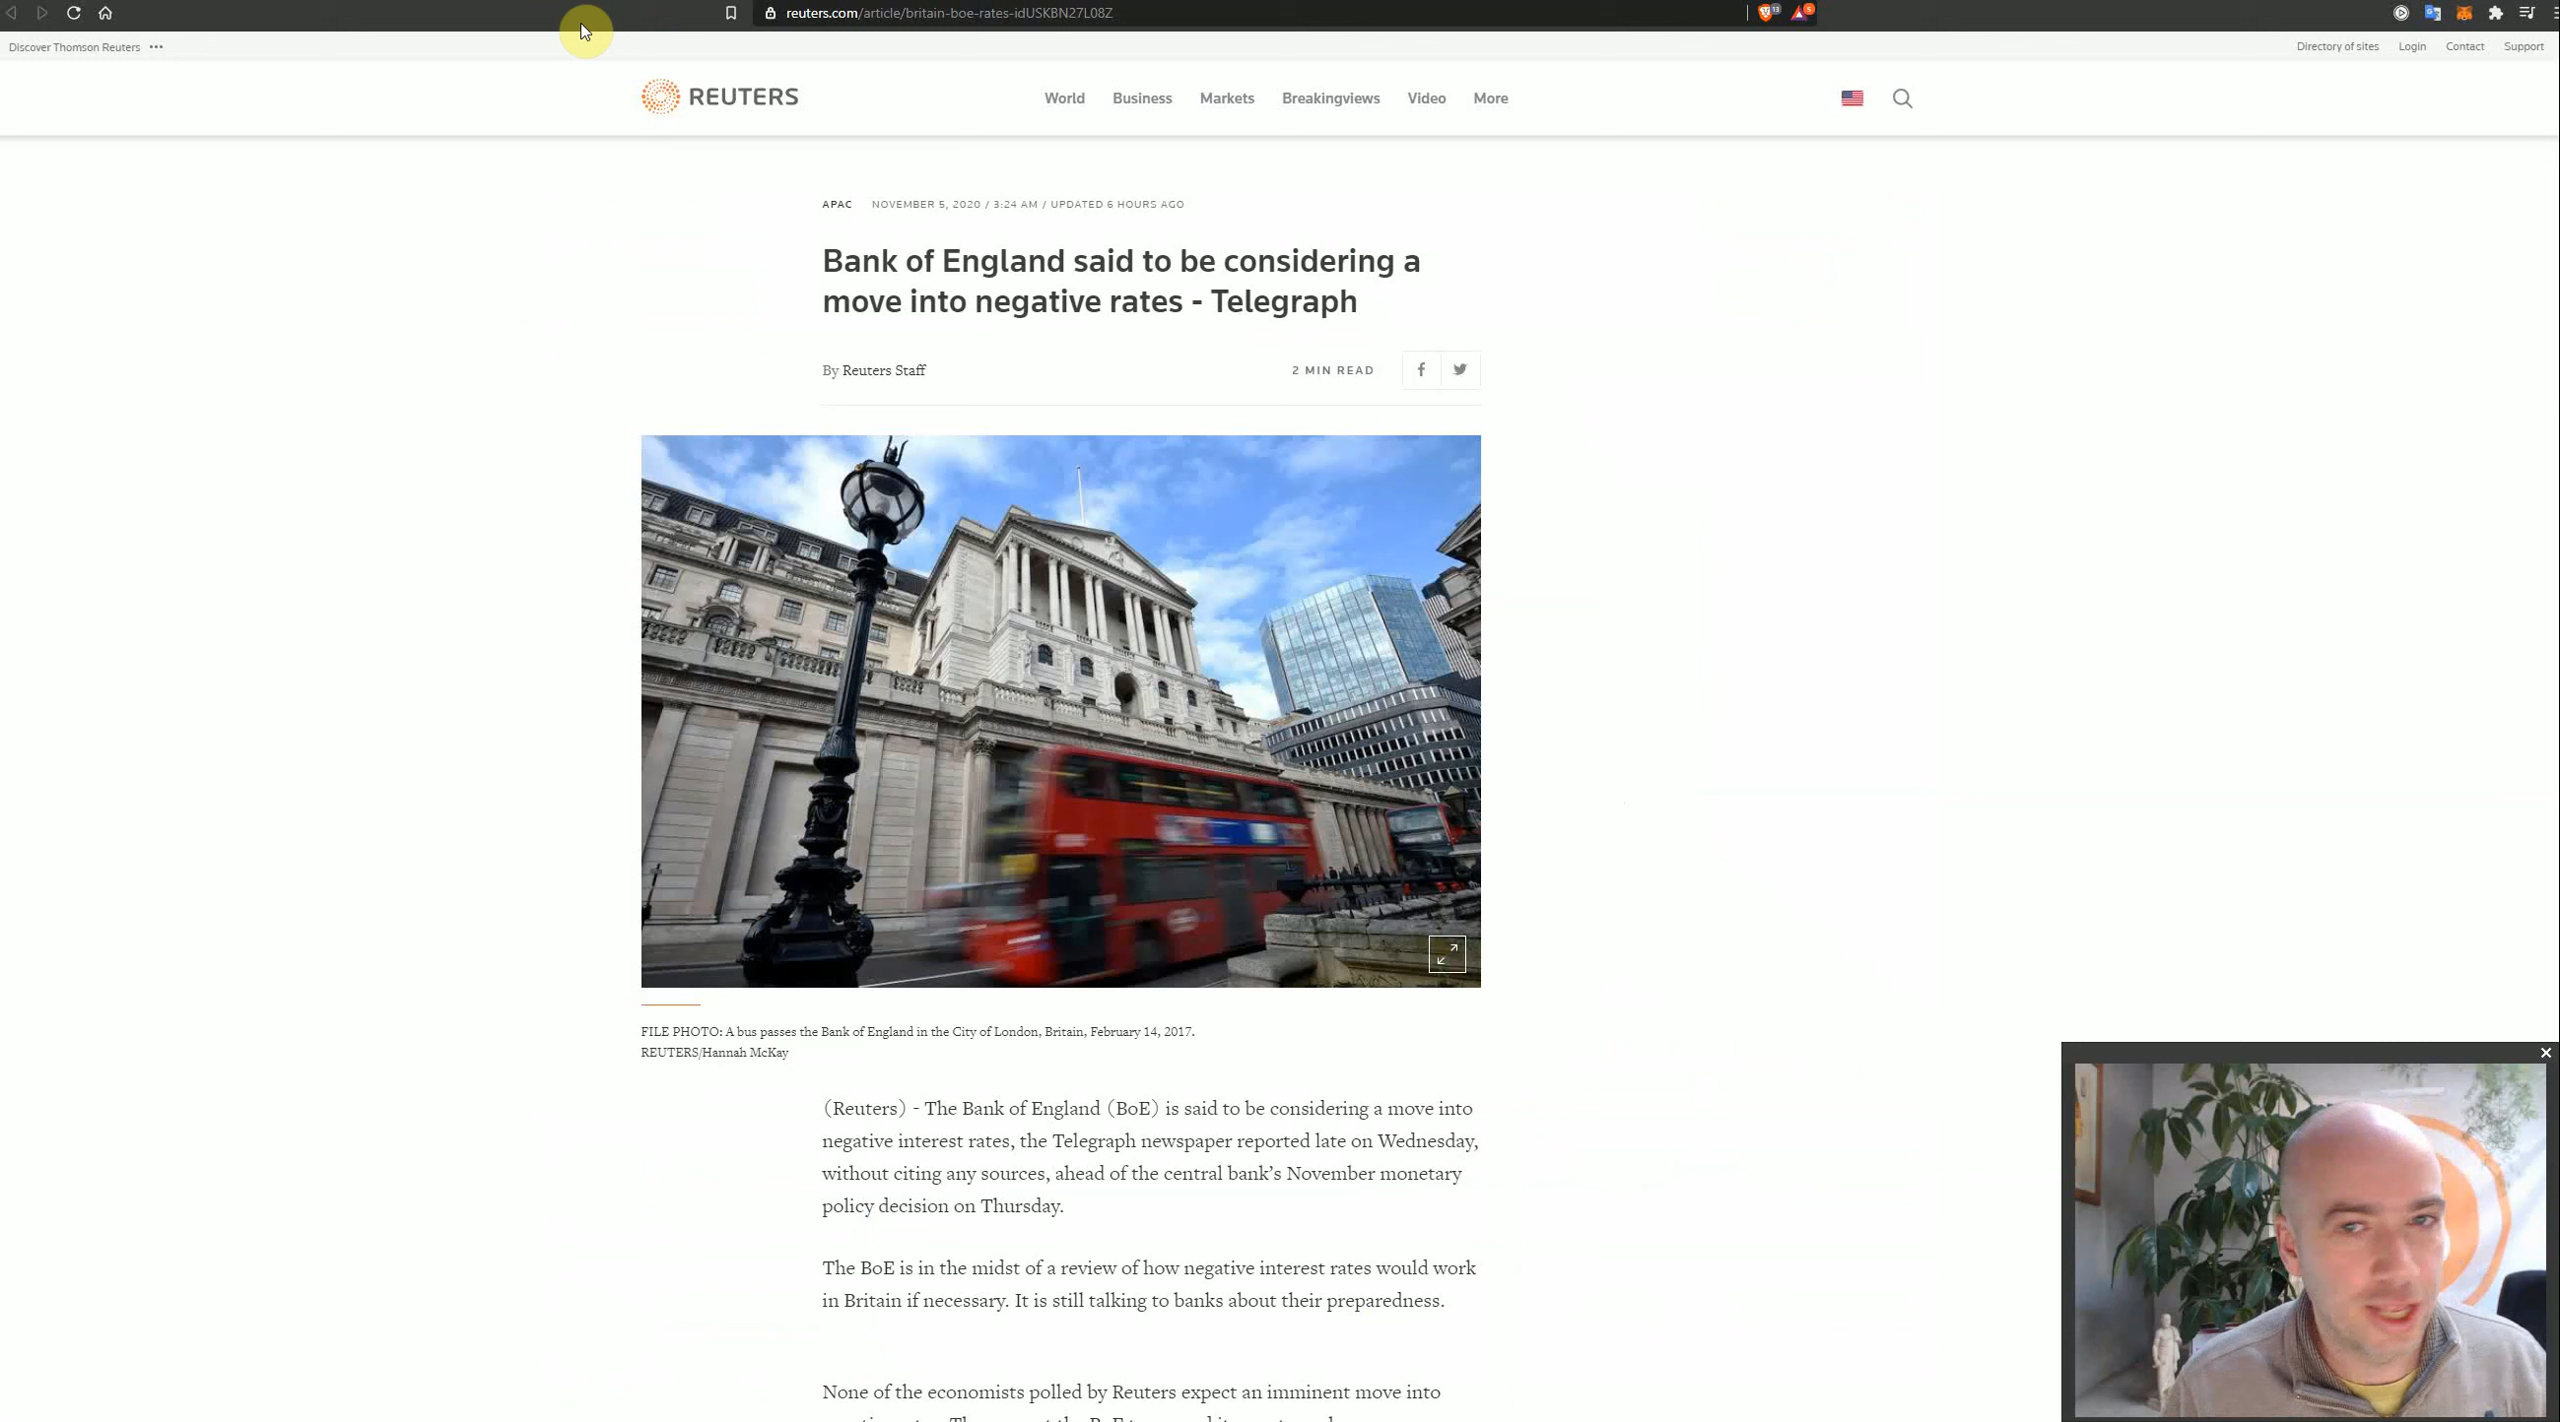 reuters.com/article/britain-boe-rates-idUSKBN27L08Z
13
5
Discover Thomson Reuters •••
Directory of sites Login Contact Support
REUTERS
World Business Markets Breakingviews Video More
APAC NOVEMBER 5, 2020 / 3:24 AM / UPDATED 6 HOURS AGO
Bank of England said to be considering a
move into negative rates - Telegraph
By Reuters Staff
2 MIN READ
FILE PHOTO: A bus passes the Bank of England in the City of London, Britain, February 14, 2017.
REUTERS/Hannah McKay
(Reuters) - The Bank of England (BoE) is said to be considering a move into
negative interest rates, the Telegraph newspaper reported late on Wednesday,
without citing any sources, ahead of the central bank’s November monetary
policy decision on Thursday.
The BoE is in the midst of a review of how negative interest rates would work
in Britain if necessary. It is still talking to banks about their preparedness.
None of the economists polled by Reuters expect an imminent move into